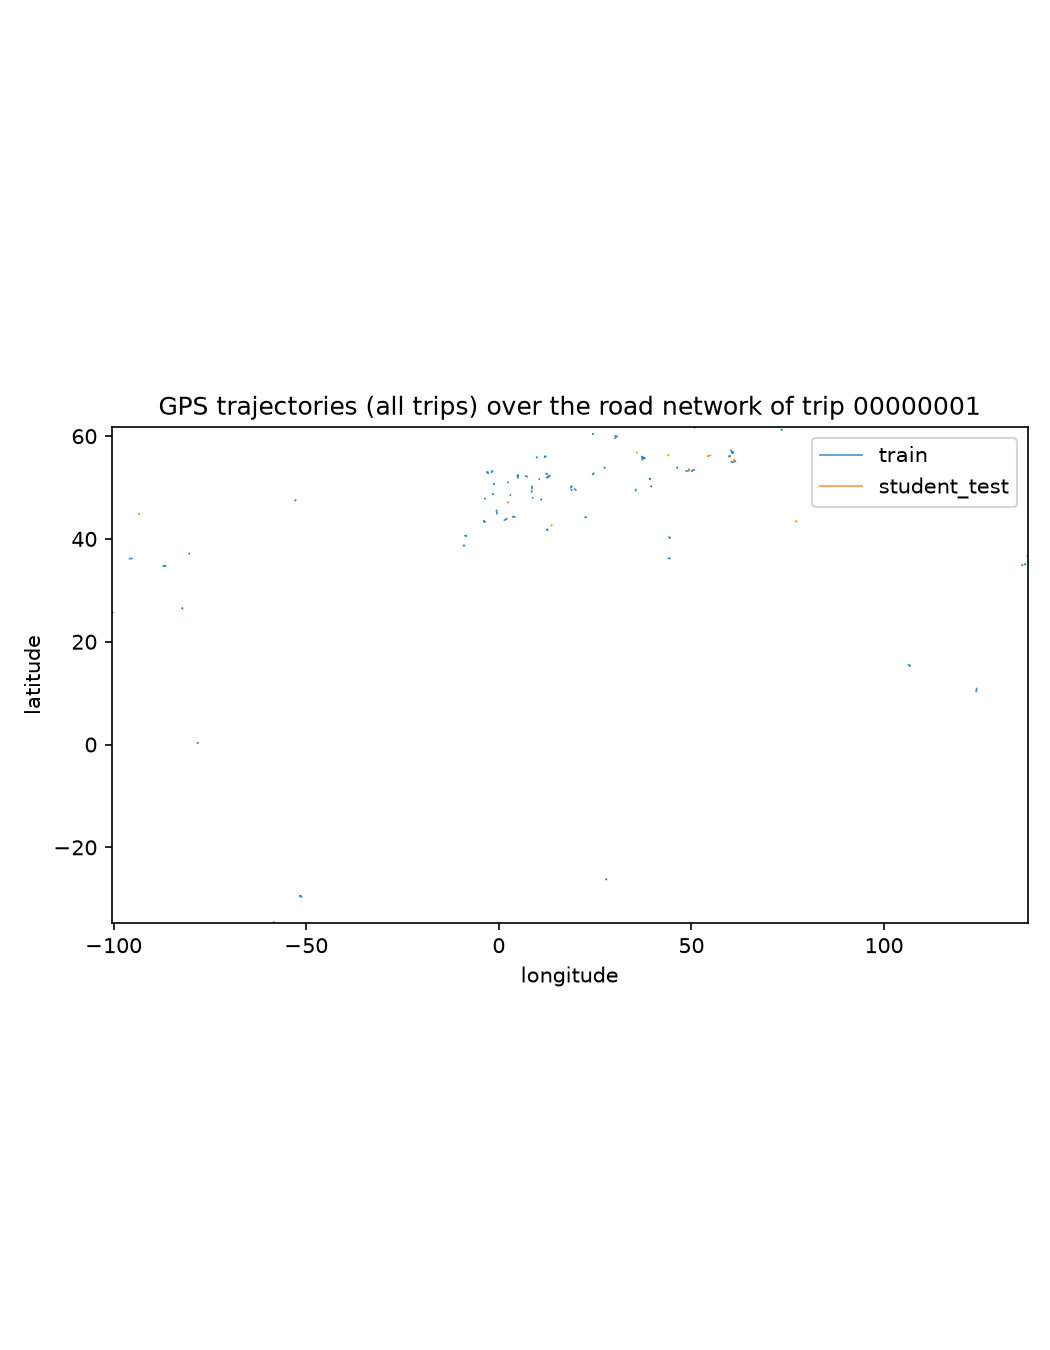 GPS trajectories (all trips) over the road network of trip 00000001
60
40
20
0
−20
latitude
train
student_test
−100
−50
0
50
100
longitude